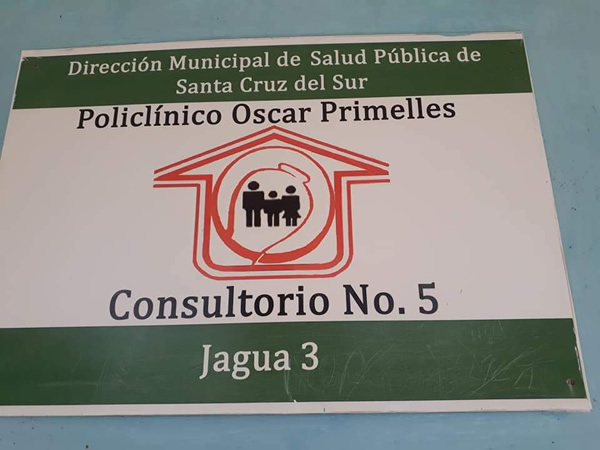 Dirección Municipal de Salud Pública de
Santa Cruz del Sur
Policlínico Oscar Primelles
Consultorio No. 5
Jagua 3